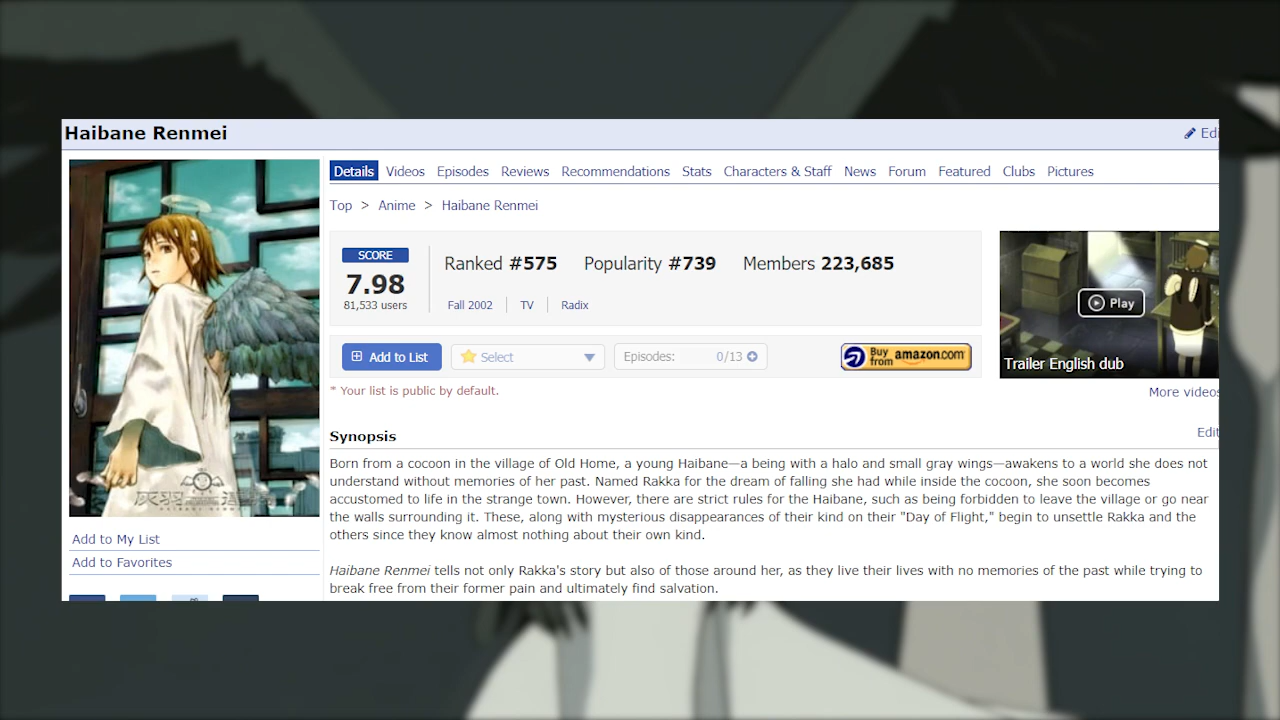 Haibane Renmei
Edi
Details Videos Episodes Reviews Recommendations Stats Characters & Staff News Forum Featured Clubs Pictures
Top > Anime > Haibane Renmei
SCORE
7.98
81,533 users
Ranked #575 Popularity #739 Members 223,685
Fall 2002 TV Radix
Add to List
Select
Episodes: 0/13
Buy from amazon.com
Play
Trailer English dub
* Your list is public by default.
More videos
Synopsis
Edit
Born from a cocoon in the village of Old Home, a young Haibane—a being with a halo and small gray wings—awakens to a world she does not
understand without memories of her past. Named Rakka for the dream of falling she had while inside the cocoon, she soon becomes
accustomed to life in the strange town. However, there are strict rules for the Haibane, such as being forbidden to leave the village or go near
the walls surrounding it. These, along with mysterious disappearances of their kind on their "Day of Flight," begin to unsettle Rakka and the
others since they know almost nothing about their own kind.
Haibane Renmei tells not only Rakka's story but also of those around her, as they live their lives with no memories of the past while trying to
break free from their former pain and ultimately find salvation.
灰羽連盟
Add to My List
Add to Favorites